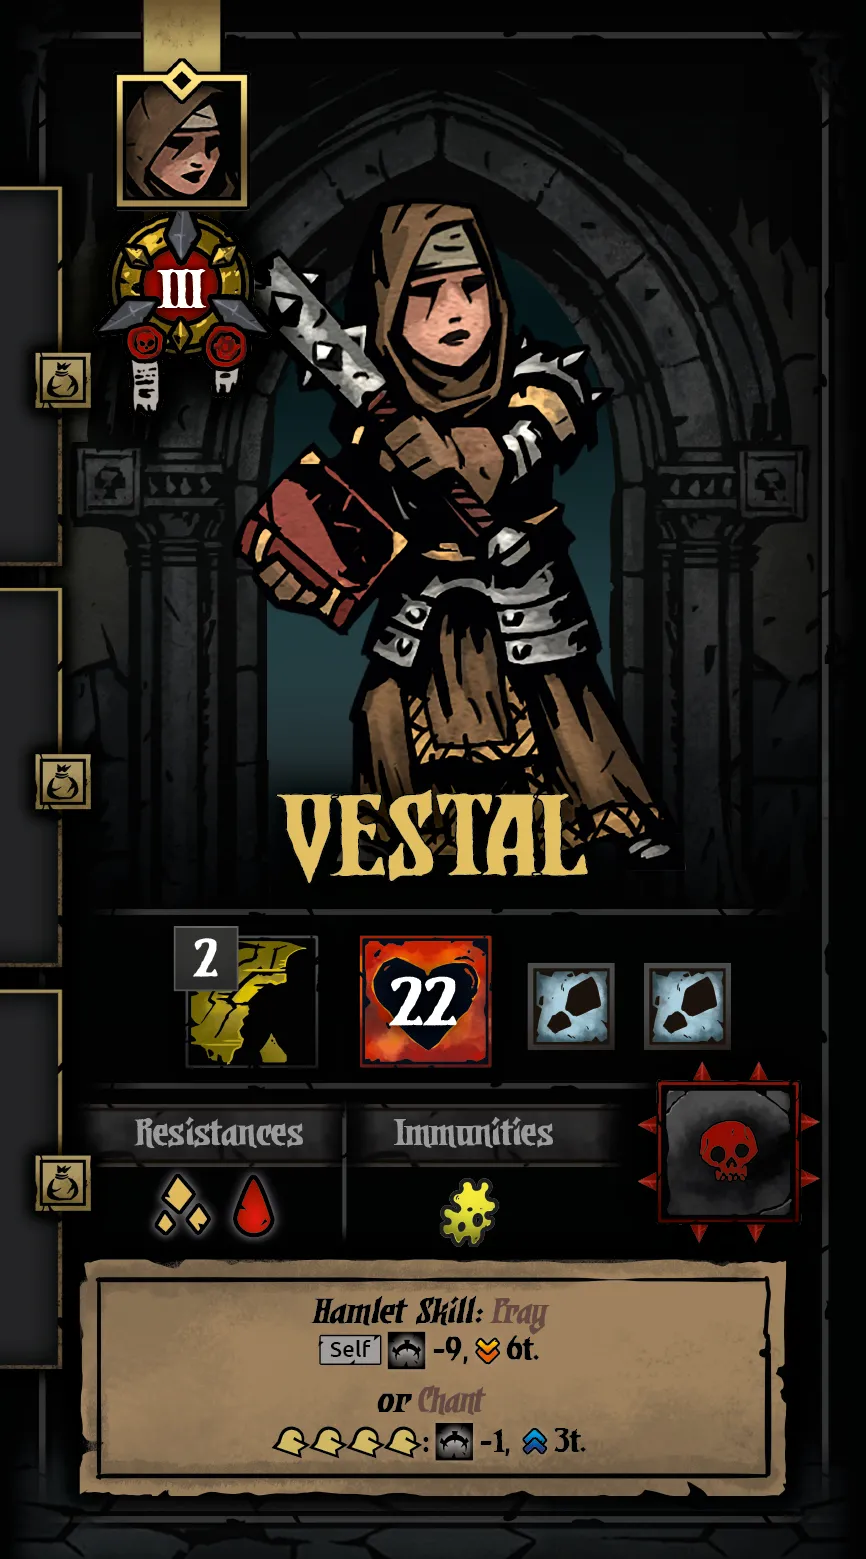 III
VESTAL
2
22
Resistances
Immunities
Hamlet Skill: Pray
Self -9, 6t.
or Chant
: -1, 3t.